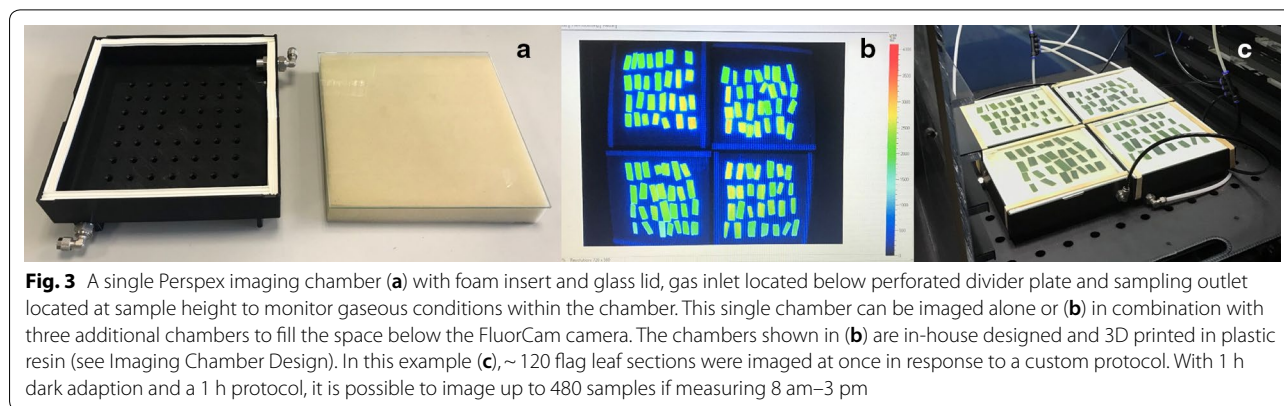 a
b
c
Fig. 3 A single Perspex imaging chamber (a) with foam insert and glass lid, gas inlet located below perforated divider plate and sampling outlet
located at sample height to monitor gaseous conditions within the chamber. This single chamber can be imaged alone or (b) in combination with
three additional chambers to fill the space below the FluorCam camera. The chambers shown in (b) are in-house designed and 3D printed in plastic
resin (see Imaging Chamber Design). In this example (c), ~ 120 flag leaf sections were imaged at once in response to a custom protocol. With 1 h
dark adaption and a 1 h protocol, it is possible to image up to 480 samples if measuring 8 am–3 pm